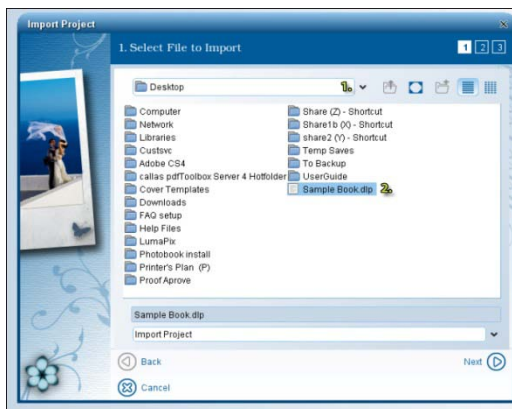 Import Project
1. Select File to Import
1 2 3
Desktop
1.
Computer
Network
Libraries
Custsvc
Adobe CS4
callas pdfToolbox Server 4 Hotfolder
Cover Templates
Downloads
FAQ setup
Help Files
LumaPix
Photobook install
Printer's Plan (P)
Proof Aprove
Share (Z) - Shortcut
Share1b (X) - Shortcut
share2 (Y) - Shortcut
Temp Saves
To Backup
UserGuide
Sample Book.dlp
2.
Sample Book.dlp
Import Project
Back
Next
Cancel